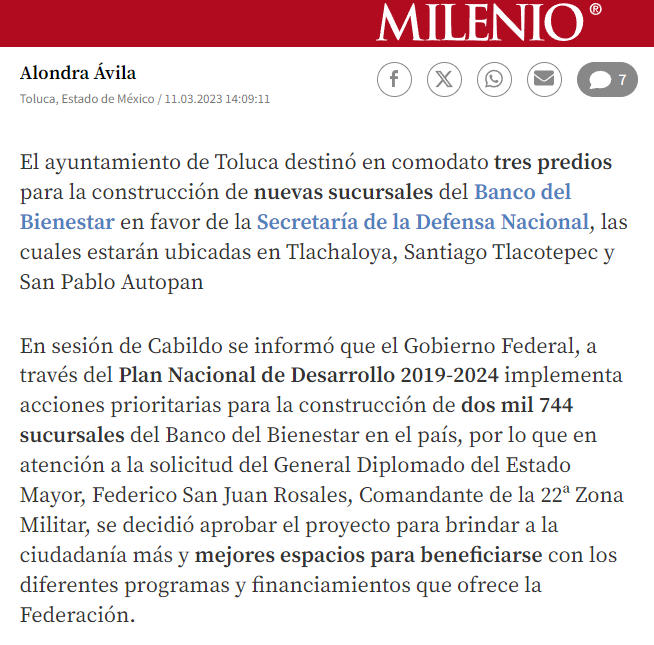 MILENIO®
Alondra Ávila
Toluca, Estado de México / 11.03.2023 14:09:11
7
El ayuntamiento de Toluca destinó en comodato tres predios
para la construcción de nuevas sucursales del Banco del
Bienestar en favor de la Secretaría de la Defensa Nacional, las
cuales estarán ubicadas en Tlachaloya, Santiago Tlacotepec y
San Pablo Autopan
En sesión de Cabildo se informó que el Gobierno Federal, a
través del Plan Nacional de Desarrollo 2019-2024 implementa
acciones prioritarias para la construcción de dos mil 744
sucursales del Banco del Bienestar en el país, por lo que en
atención a la solicitud del General Diplomado del Estado
Mayor, Federico San Juan Rosales, Comandante de la 22ª Zona
Militar, se decidió aprobar el proyecto para brindar a la
ciudadanía más y mejores espacios para beneficiarse con los
diferentes programas y financiamientos que ofrece la
Federación.